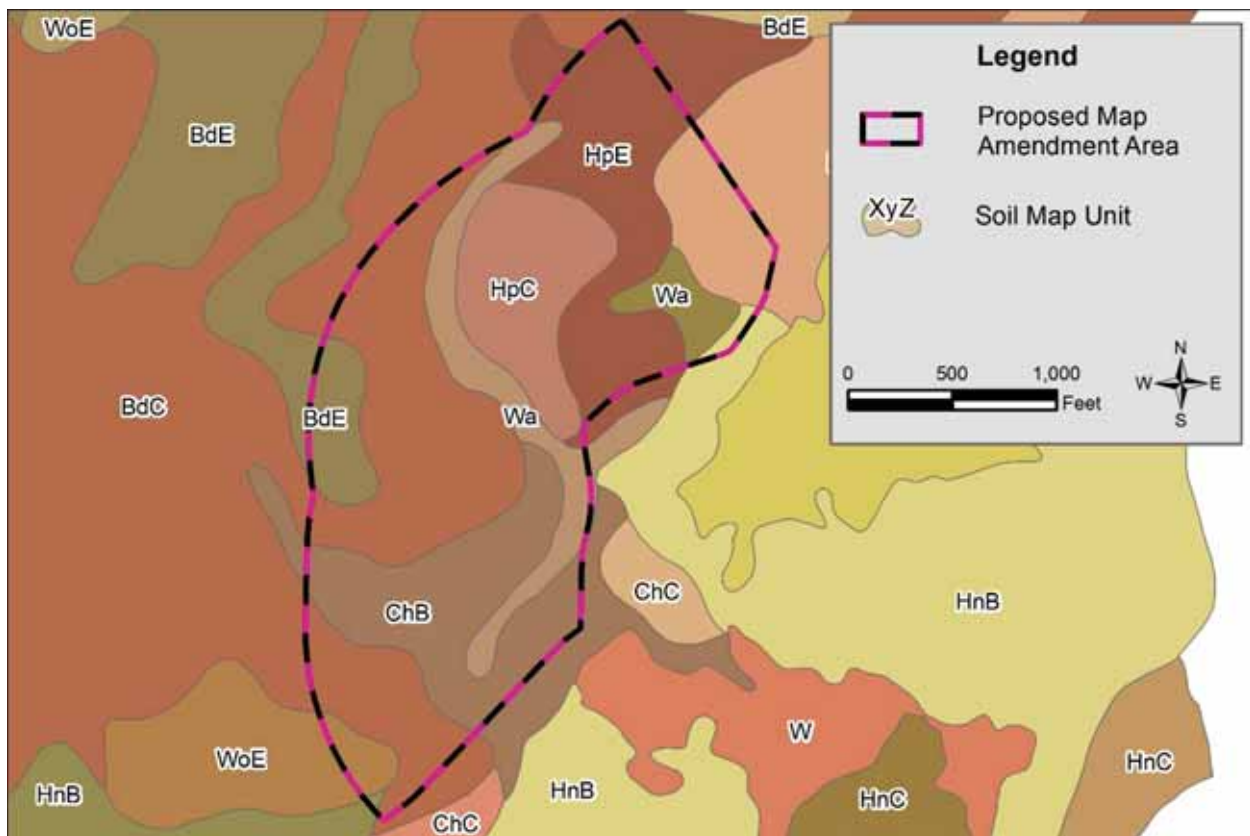 WoE
BdE
BdE
HpE
HpC
Wa
BdC
BdE
Wa
ChB
ChC
HnB
WoE
W
HnB
HnB
HnC
HnC
ChC
Legend
Proposed Map
Amendment Area
XyZ
Soil Map Unit
0 500 1,000
Feet
N
W E
S